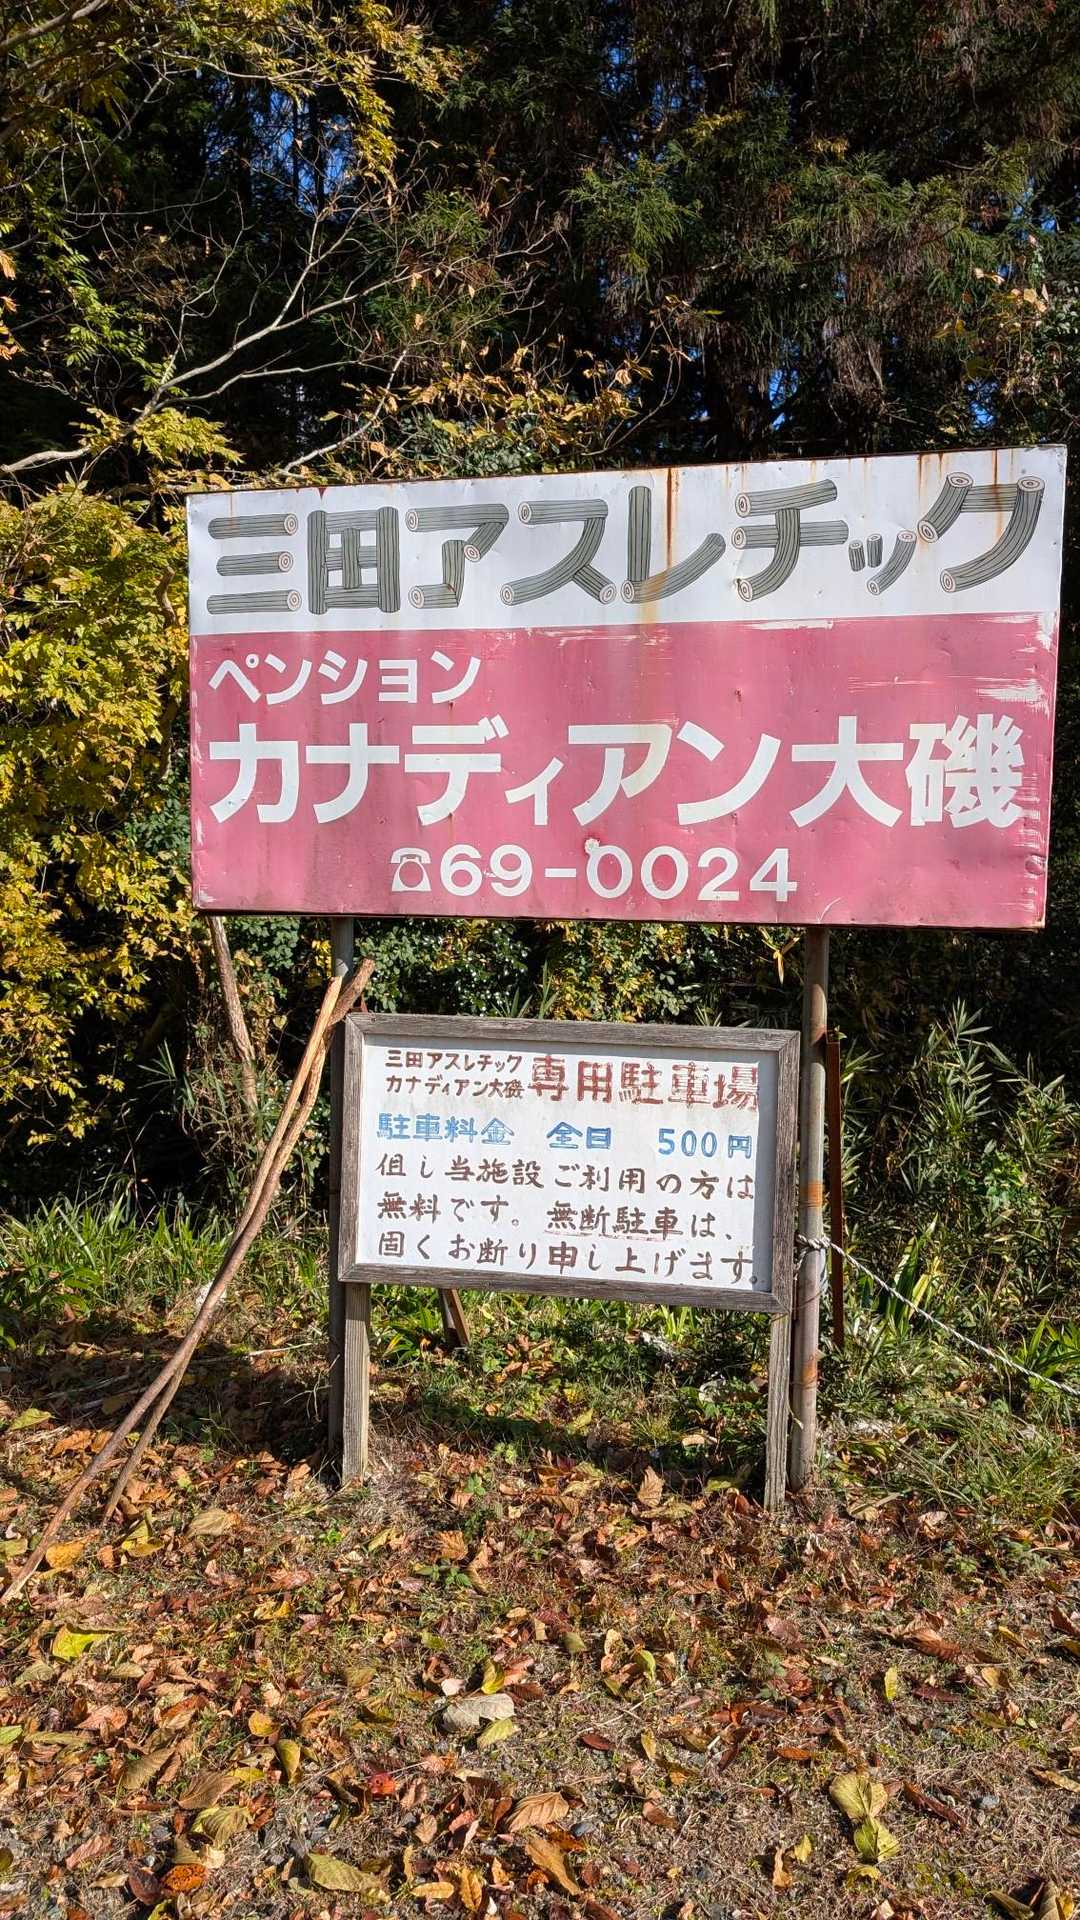 三田アスレチック
ペンション
カナディアン大磯
☎69-0024
三田アスレチック
カナディアン大磯 専用駐車場
駐車料金 全日 500円
但し当施設ご利用の方は
無料です。無断駐車は、
固くお断り申し上げます。